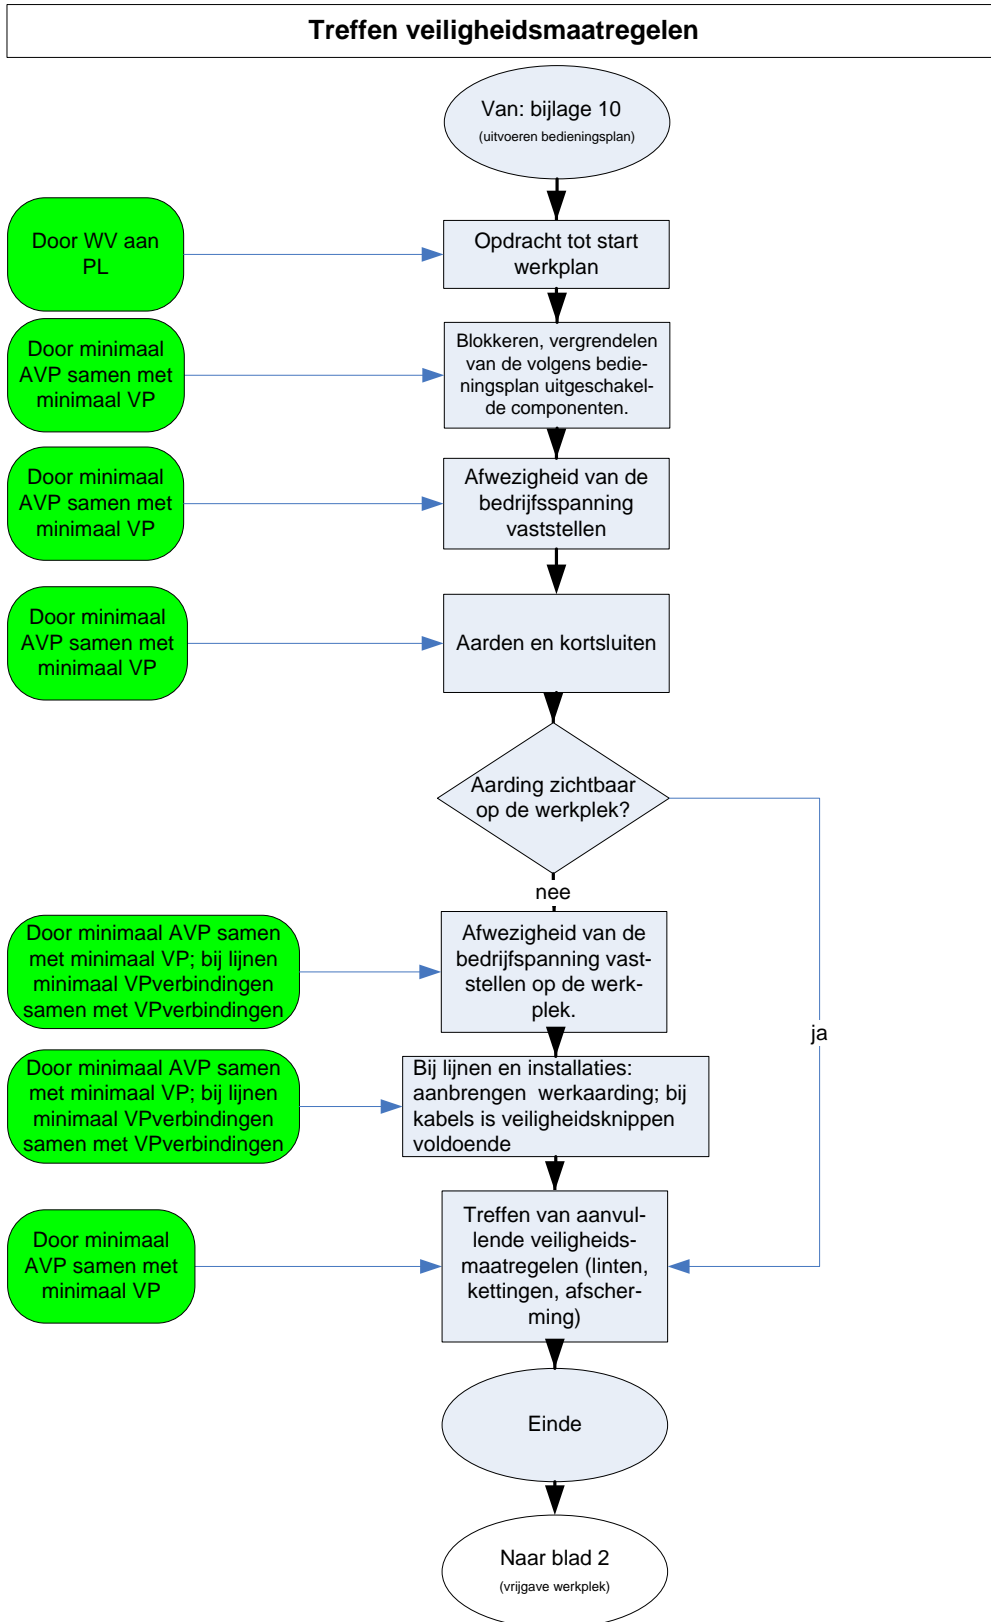 Treffen veiligheidsmaatregelen
Van: bijlage 10
(uitvoeren bedieningsplan)
Door WV aan
PL
Opdracht tot start
werkplan
Door minimaal
AVP samen met
minimaal VP
Blokkeren, vergrendelen
van de volgens bedie-
ningsplan uitgeschakel-
de componenten.
Door minimaal
AVP samen met
minimaal VP
Afwezigheid van de
bedrijfsspanning
vaststellen
Door minimaal
AVP samen met
minimaal VP
Aarden en kortsluiten
Aarding zichtbaar
op de werkplek?
nee
ja
Door minimaal AVP samen
met minimaal VP; bij lijnen
minimaal VPverbindingen
samen met VPverbindingen
Afwezigheid van de
bedrijfspanning vast-
stellen op de werk-
plek.
Door minimaal AVP samen
met minimaal VP; bij lijnen
minimaal VPverbindingen
samen met VPverbindingen
Bij lijnen en installaties:
aanbrengen werkaarding; bij
kabels is veiligheidsknippen
voldoende
Door minimaal
AVP samen met
minimaal VP
Treffen van aanvul-
lende veiligheids-
maatregelen (linten,
kettingen, afscher-
ming)
Einde
Naar blad 2
(vrijgave werkplek)